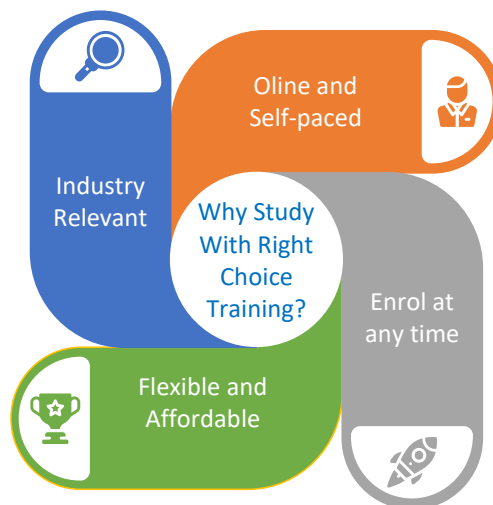 Oline and
Self-paced
Industry
Relevant
Why Study
With Right
Choice
Training?
Enrol at
any time
Flexible and
Affordable